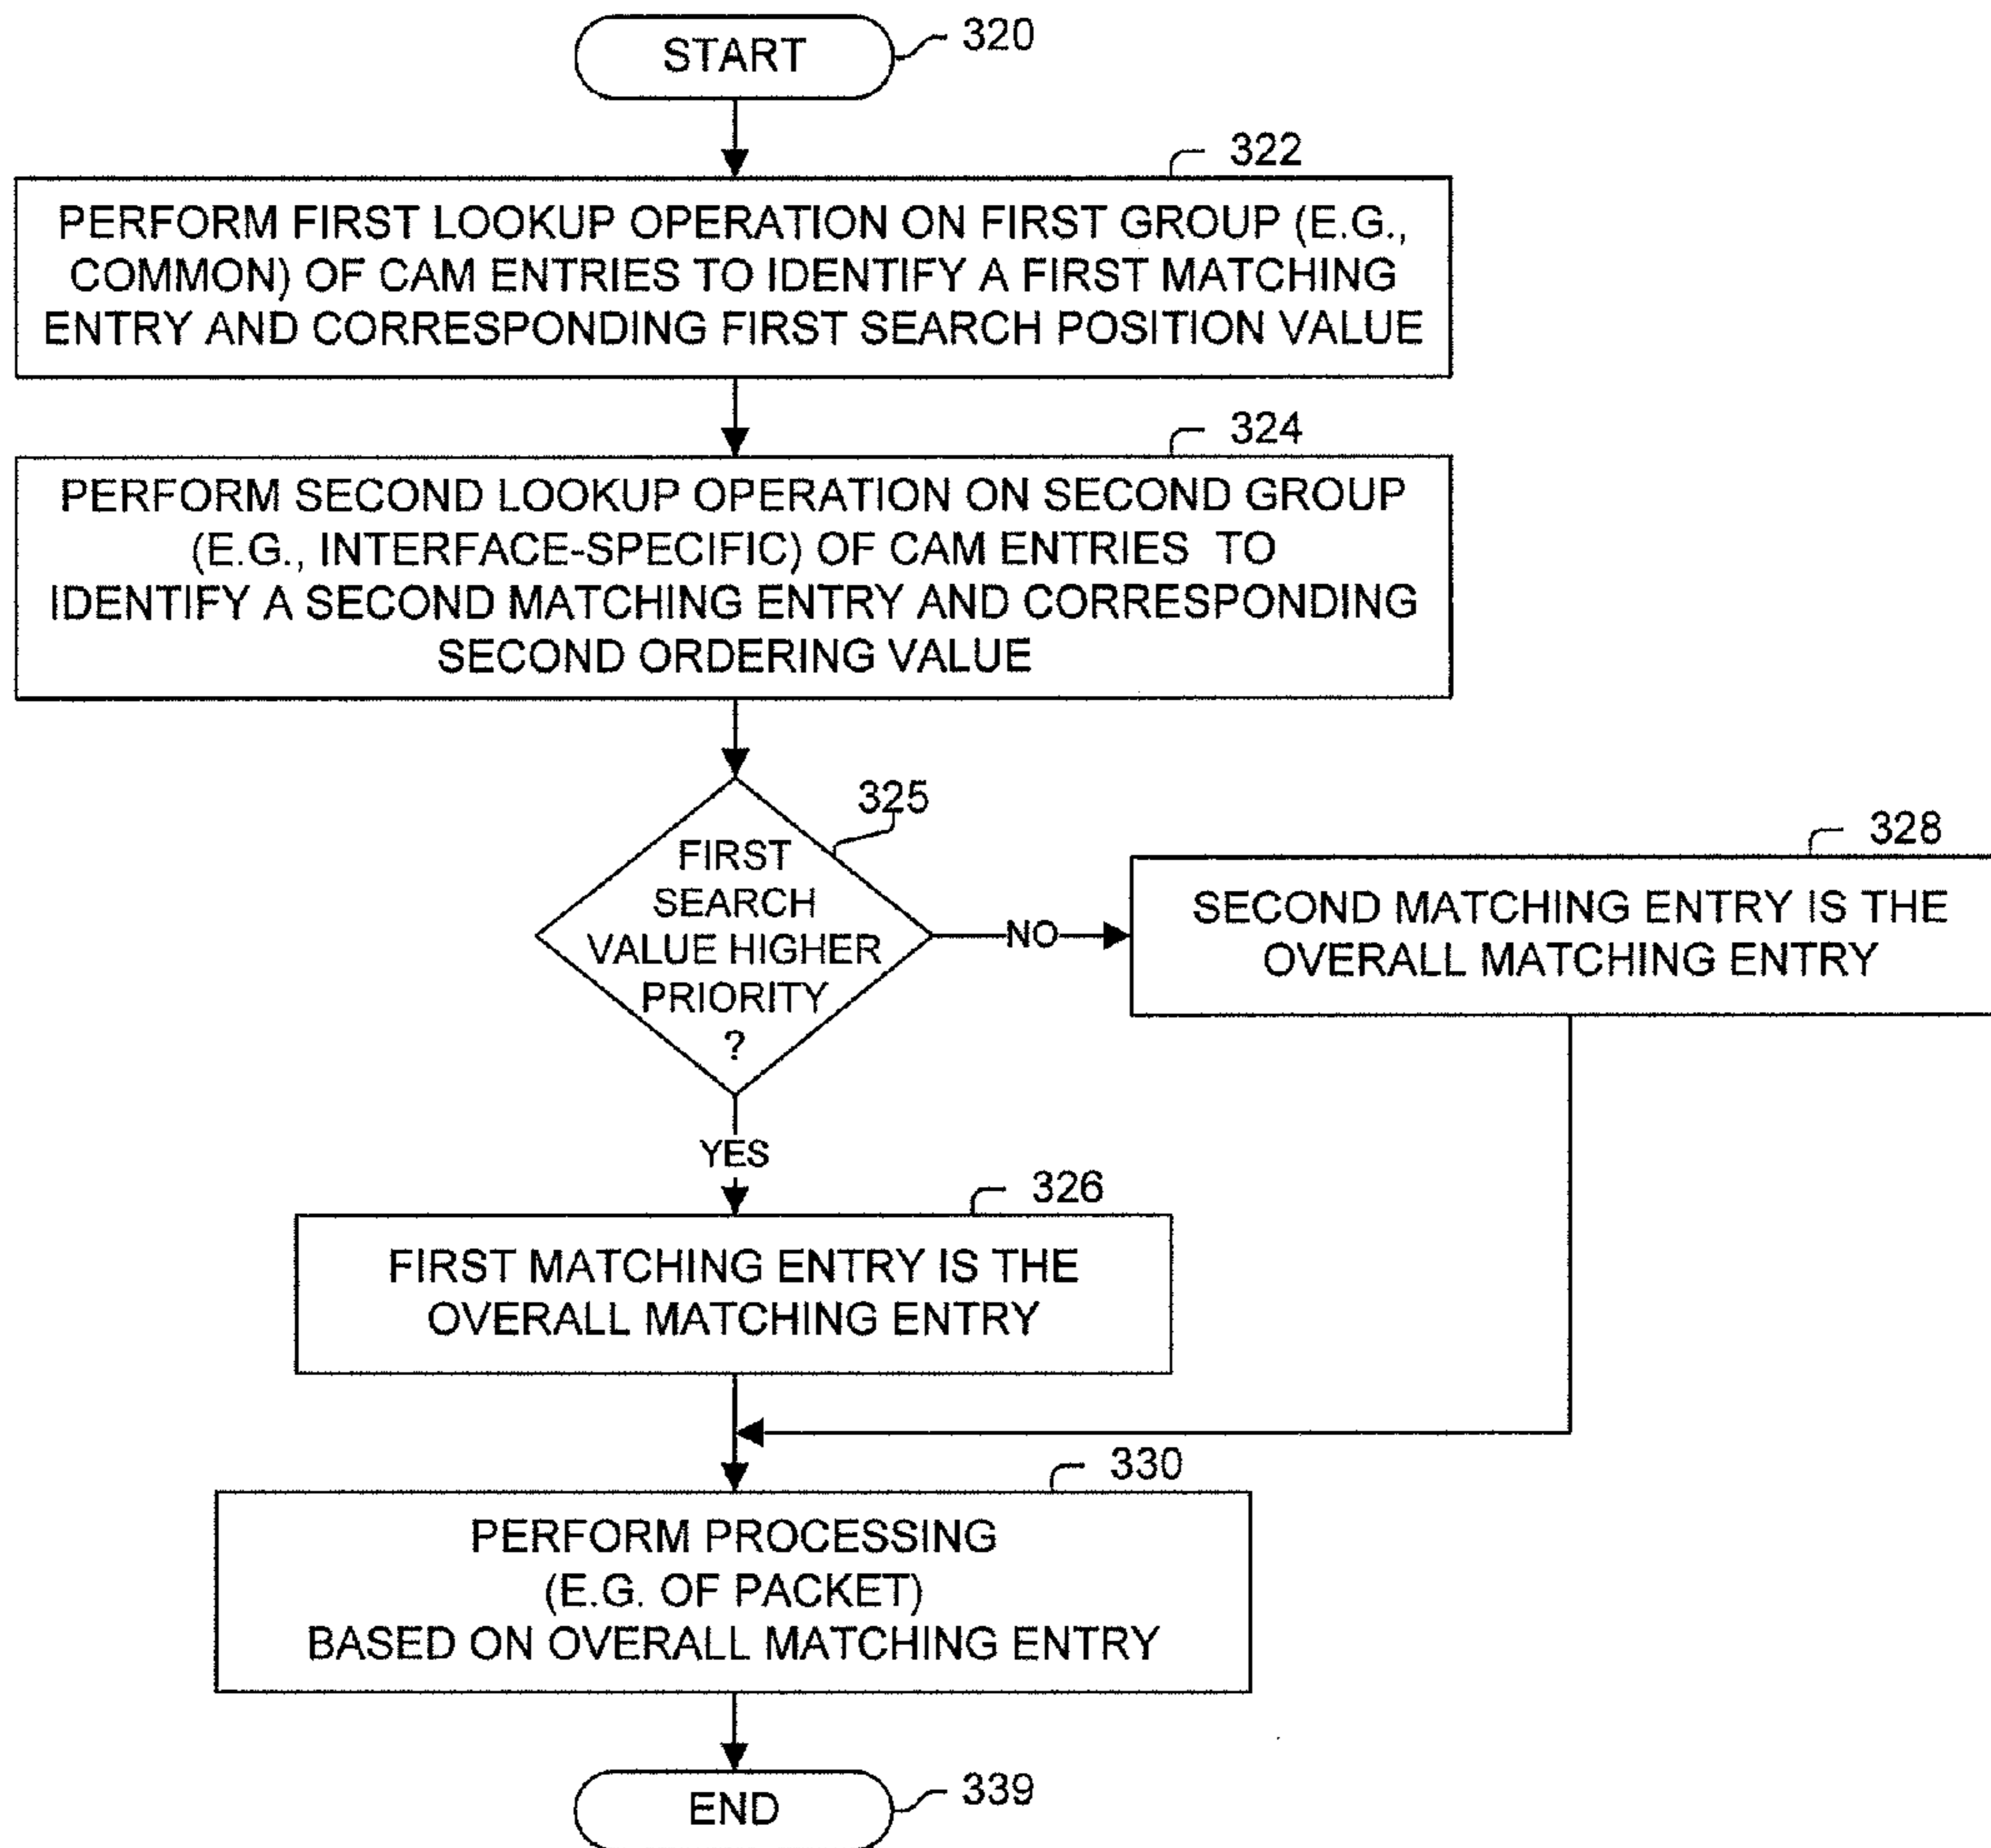 START
320
322
PERFORM FIRST LOOKUP OPERATION ON FIRST GROUP (E.G.,
COMMON) OF CAM ENTRIES TO IDENTIFY A FIRST MATCHING
ENTRY AND CORRESPONDING FIRST SEARCH POSITION VALUE
324
PERFORM SECOND LOOKUP OPERATION ON SECOND GROUP
(E.G., INTERFACE-SPECIFIC) OF CAM ENTRIES TO
IDENTIFY A SECOND MATCHING ENTRY AND CORRESPONDING
SECOND ORDERING VALUE
325
FIRST
SEARCH
VALUE HIGHER
PRIORITY
?
NO
328
SECOND MATCHING ENTRY IS THE
OVERALL MATCHING ENTRY
YES
326
FIRST MATCHING ENTRY IS THE
OVERALL MATCHING ENTRY
330
PERFORM PROCESSING
(E.G. OF PACKET)
BASED ON OVERALL MATCHING ENTRY
END
339